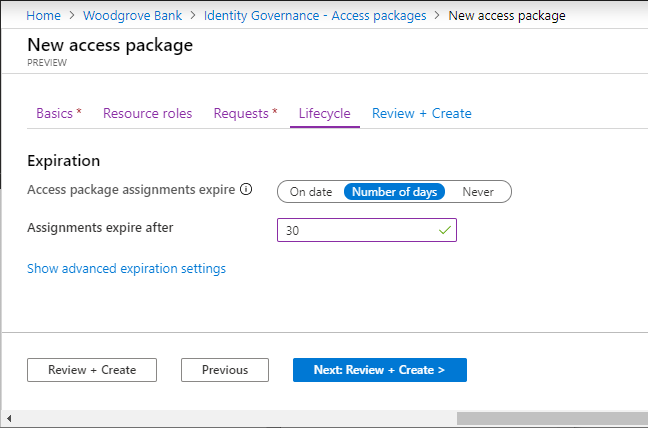 Home > Woodgrove Bank > Identity Governance - Access packages > New access package
New access package
PREVIEW
Basics * Resource roles Requests * Lifecycle Review + Create
Expiration
Access package assignments expire On date Number of days Never
Assignments expire after 30
Show advanced expiration settings
Review + Create Previous Next: Review + Create >